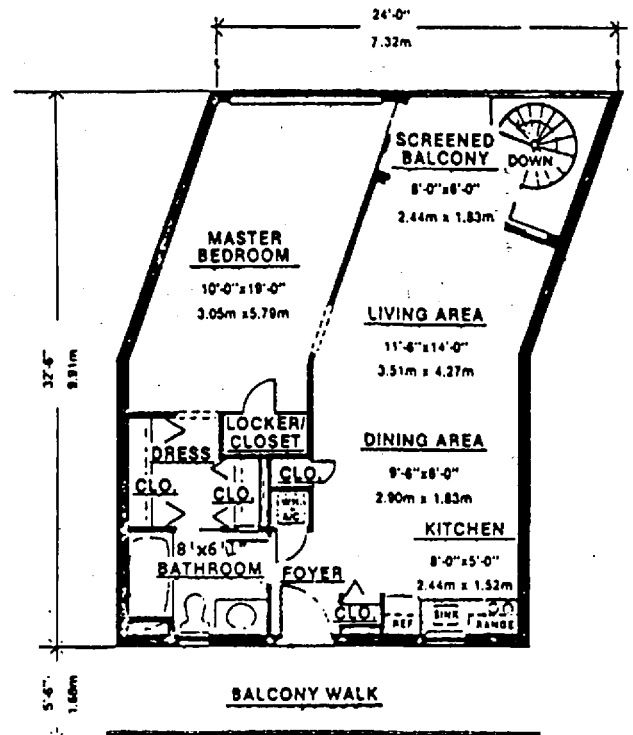 24'-0"
7.32m
SCREENED
BALCONY
DOWN
8'-0"x6'-0"
2.44m x 1.83m
MASTER
BEDROOM
10'-0"x19'-0"
3.05m x 5.79m
LIVING AREA
11'-6"x14'-0"
3.51m x 4.27m
32'-6"
9.91m
LOCKER/
CLOSET
DRESS
DINING AREA
9'-6"x6'-0"
2.90m x 1.83m
CLO.
CLO.
CLO.
W.H.
A/C
KITCHEN
8'-0"x5'-0"
2.44m x 1.52m
8'x6'1"
BATHROOM
FOYER
CLO.
REF
SINK
RANGE
5'-6"
1.68m
BALCONY WALK